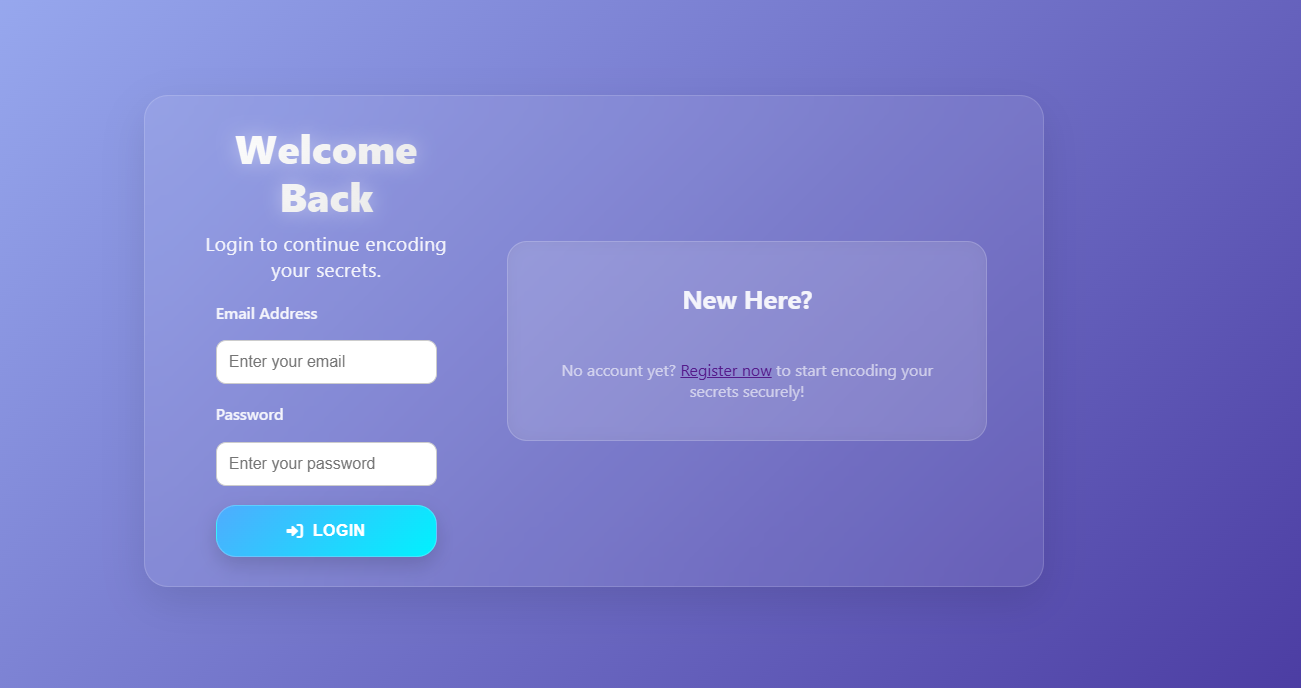 Welcome
Back
Login to continue encoding
your secrets.
Email Address
Enter your email
Password
Enter your password
LOGIN
New Here?
No account yet? Register now to start encoding your
secrets securely!